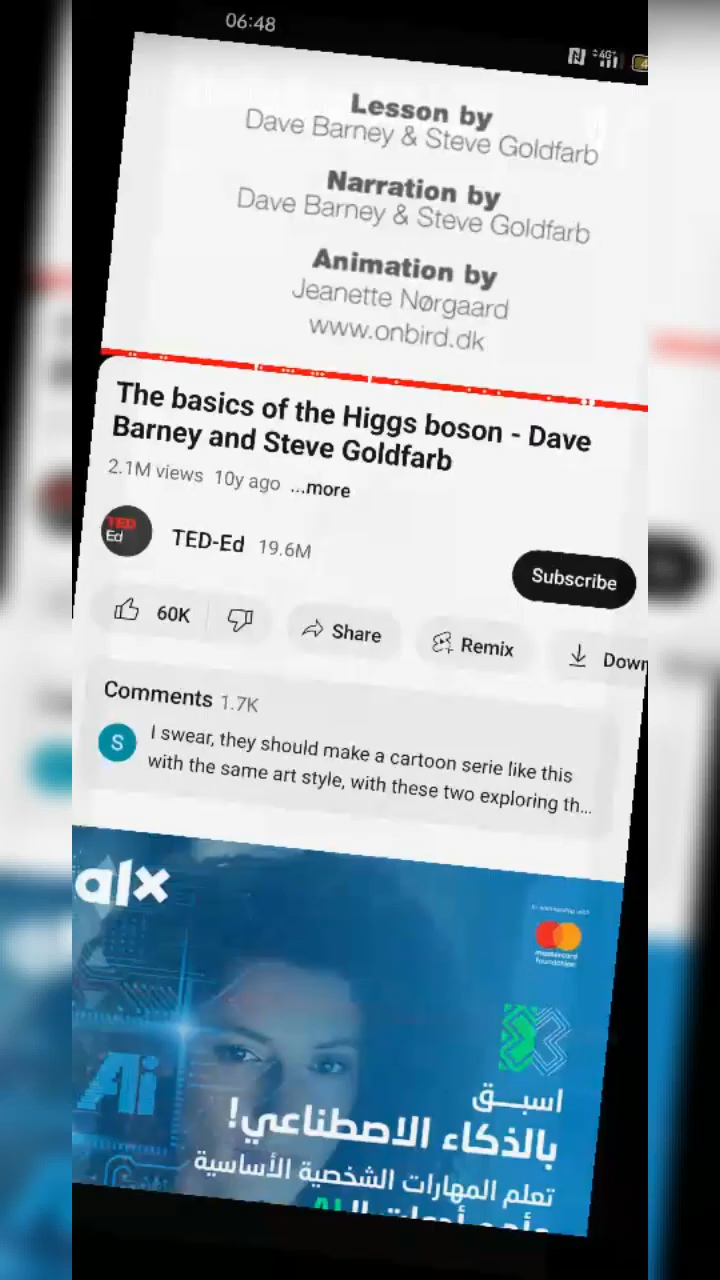 06:48
Lesson by
Dave Barney & Steve Goldfarb
Narration by
Dave Barney & Steve Goldfarb
Animation by
Jeanette Nørgaard
www.onbird.dk
The basics of the Higgs boson - Dave
Barney and Steve Goldfarb
2.1M views 10y ago ...more
TED
Ed
TED-Ed 19.6M
Subscribe
60K
Share
Remix
Down
Comments 1.7K
S
I swear, they should make a cartoon serie like this
with the same art style, with these two exploring th...
alx
mastercard
foundation
Ai
اسبـــق
بالذكاء الاصطناعي!
تعلم المهارات الشخصية الأساسية